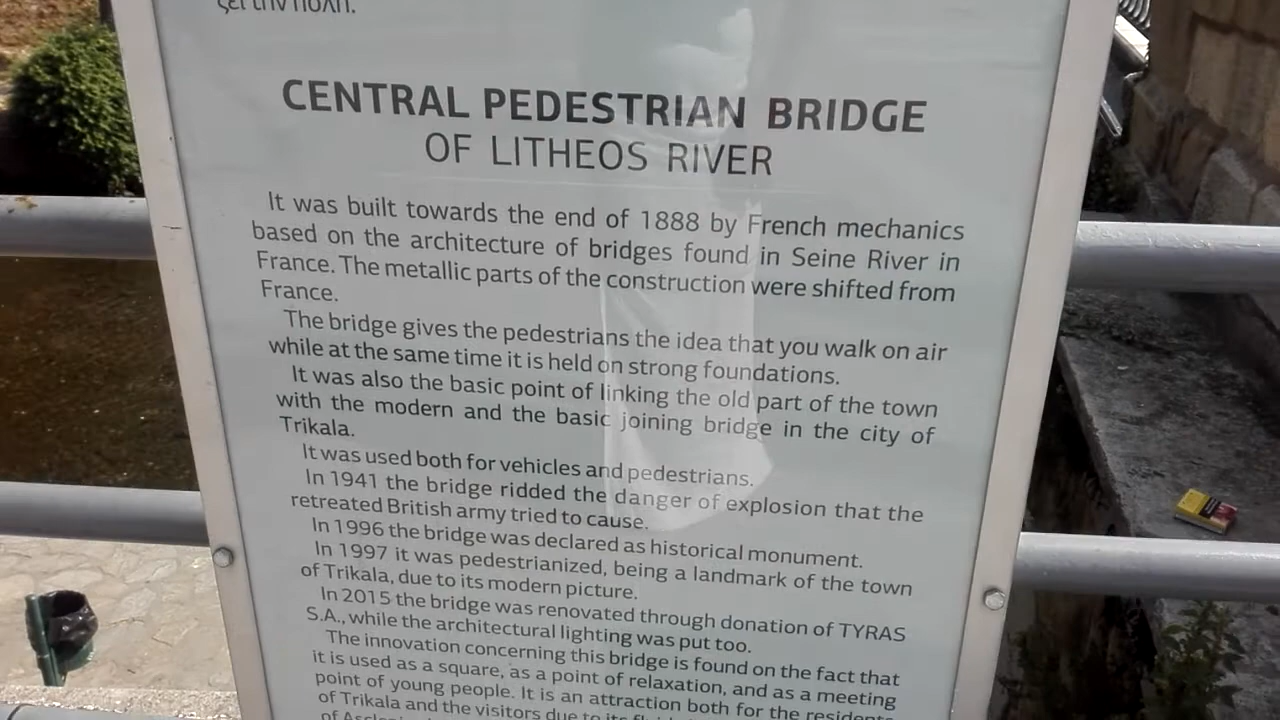 ζει την πόλη.
CENTRAL PEDESTRIAN BRIDGE
OF LITHEOS RIVER
It was built towards the end of 1888 by French mechanics
based on the architecture of bridges found in Seine River in
France. The metallic parts of the construction were shifted from
France.
The bridge gives the pedestrians the idea that you walk on air
while at the same time it is held on strong foundations.
It was also the basic point of linking the old part of the town
with the modern and the basic joining bridge in the city of
Trikala.
It was used both for vehicles and pedestrians.
In 1941 the bridge ridded the danger of explosion that the
retreated British army tried to cause.
In 1996 the bridge was declared as historical monument.
In 1997 it was pedestrianized, being a landmark of the town
of Trikala, due to its modern picture.
In 2015 the bridge was renovated through donation of TYRAS
S.A., while the architectural lighting was put too.
The innovation concerning this bridge is found on the fact that
it is used as a square, as a point of relaxation, and as a meeting
point of young people. It is an attraction both for the residents
of Trikala and the visitors due to its
of